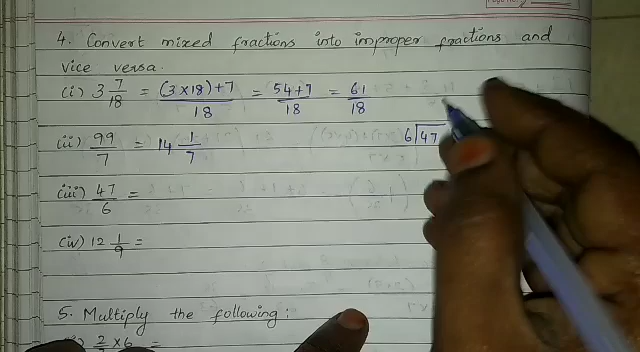 4. Convert mixed fractions into improper fractions and
vice versa.
(i) 3 7/18 = (3×18)+7/18 = 54+7/18 = 61/18
(ii) 99/7 = 14 1/7
6)47
(iii) 47/6 =
(iv) 12 1/9 =
5. Multiply the following:
2/ ×6 =